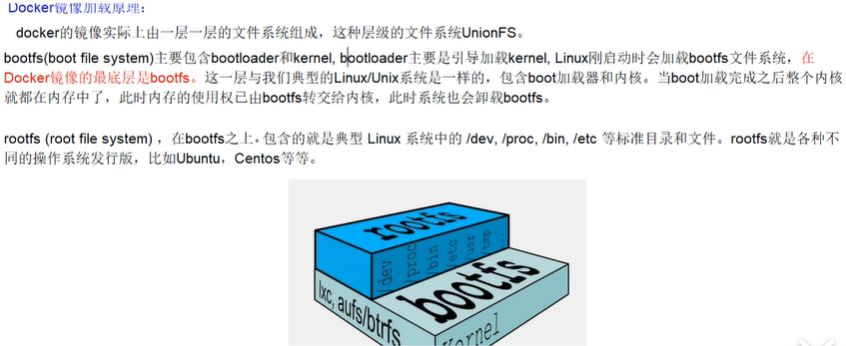 Docker镜像加载原理：
docker的镜像实际上由一层一层的文件系统组成，这种层级的文件系统UnionFS。
bootfs(boot file system)主要包含bootloader和kernel, bootloader主要是引导加载kernel, Linux刚启动时会加载bootfs文件系统，在
Docker镜像的最底层是bootfs。这一层与我们典型的Linux/Unix系统是一样的，包含boot加载器和内核。当boot加载完成之后整个内核
就都在内存中了，此时内存的使用权已由bootfs转交给内核，此时系统也会卸载bootfs。
rootfs (root file system) ，在bootfs之上。包含的就是典型 Linux 系统中的 /dev, /proc, /bin, /etc 等标准目录和文件。rootfs就是各种不
同的操作系统发行版，比如Ubuntu，Centos等等。
rootfs
/dev
/proc
/bin
/etc
/usr
/tmp
...
bootfs
lxc, aufs/btrfs
Kernel